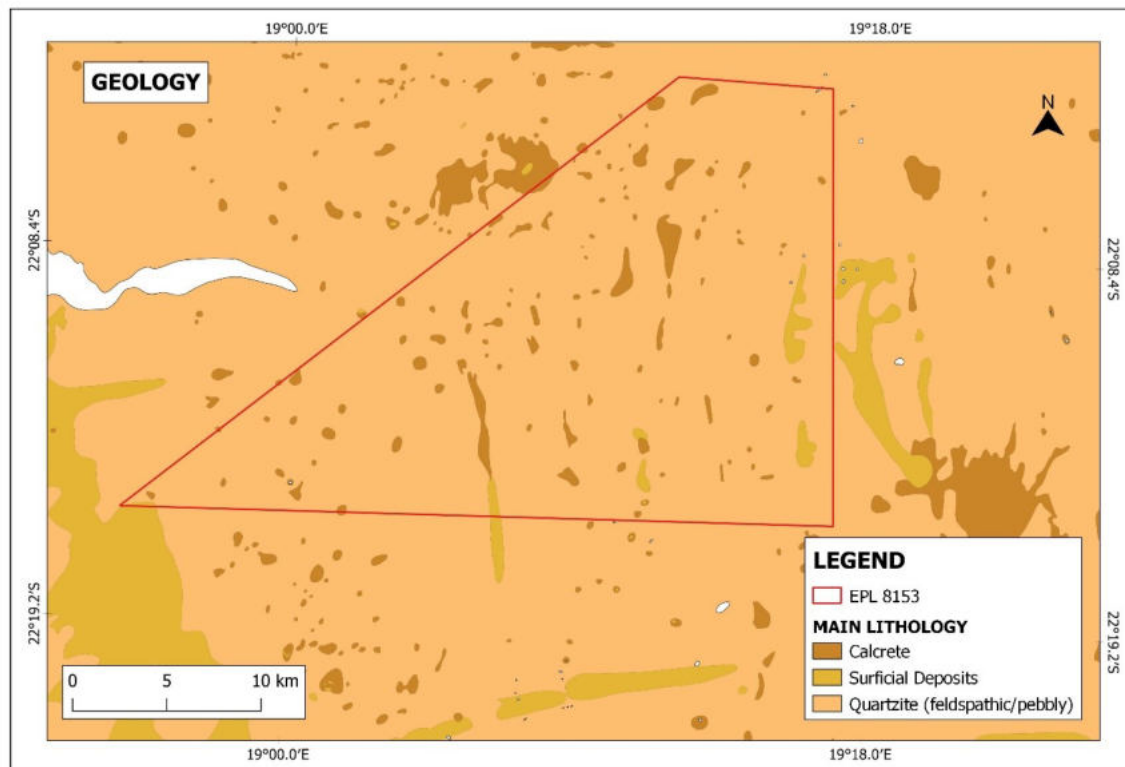 19°00.0'E
19°18.0'E
GEOLOGY
N
22°08.4'S
22°08.4'S
22°19.2'S
22°19.2'S
LEGEND
EPL 8153
MAIN LITHOLOGY
Calcrete
Surficial Deposits
Quartzite (feldspathic/pebbly)
0 5 10 km
19°00.0'E
19°18.0'E